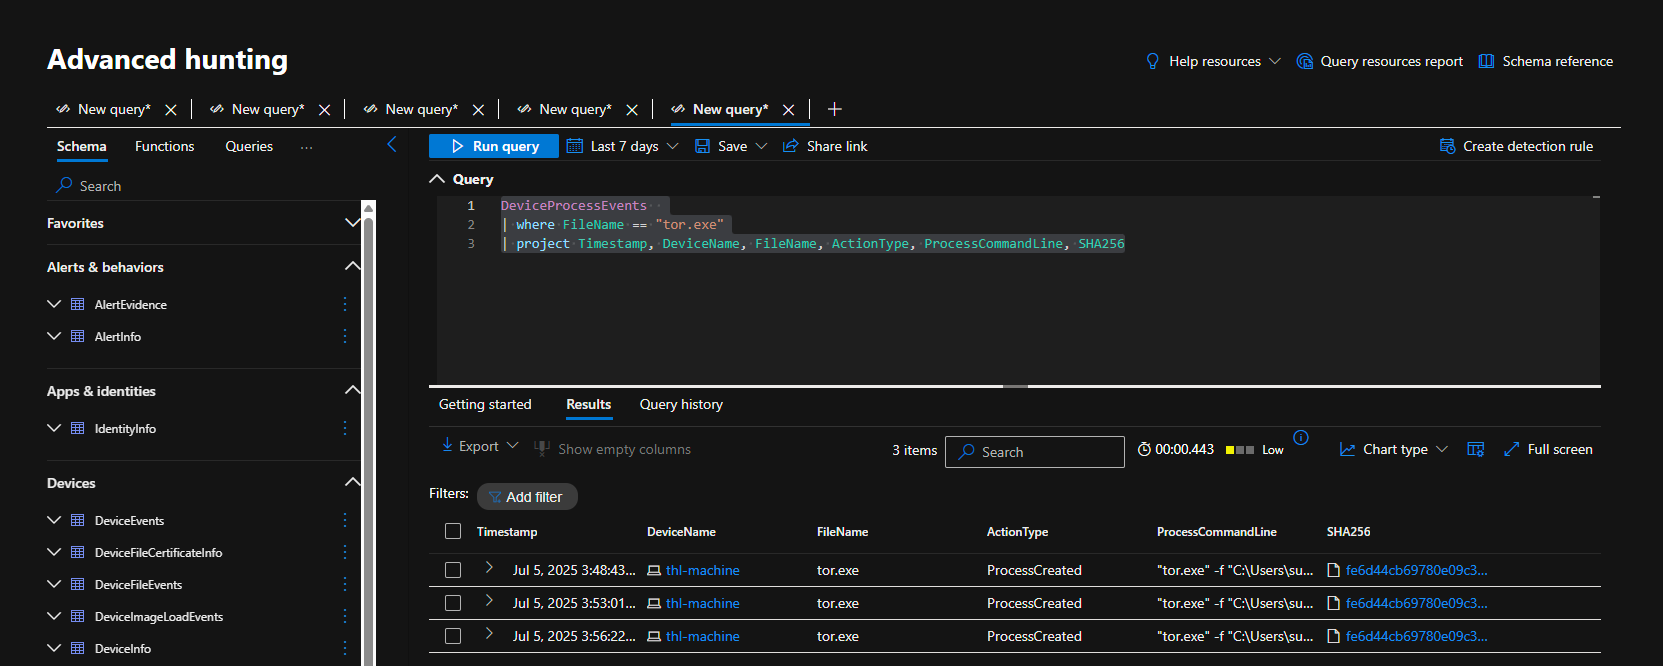 Advanced hunting
Help resources
Query resources report
Schema reference
New query*
New query*
New query*
New query*
New query*
Schema
Functions
Queries
...
Run query
Last 7 days
Save
Share link
Create detection rule
Search
Favorites
Alerts & behaviors
AlertEvidence
AlertInfo
Apps & identities
IdentityInfo
Devices
DeviceEvents
DeviceFileCertificateInfo
DeviceFileEvents
DeviceImageLoadEvents
DeviceInfo
Query
1 DeviceProcessEvents
2 | where FileName == "tor.exe"
3 | project Timestamp, DeviceName, FileName, ActionType, ProcessCommandLine, SHA256
Getting started
Results
Query history
Export
Show empty columns
3 items
Search
00:00.443
Low
Chart type
Full screen
Filters:
Add filter
Timestamp DeviceName FileName ActionType ProcessCommandLine SHA256
Jul 5, 2025 3:48:43... thl-machine tor.exe ProcessCreated "tor.exe" -f "C:\Users\su... fe6d44cb69780e09c3...
Jul 5, 2025 3:53:01... thl-machine tor.exe ProcessCreated "tor.exe" -f "C:\Users\su... fe6d44cb69780e09c3...
Jul 5, 2025 3:56:22... thl-machine tor.exe ProcessCreated "tor.exe" -f "C:\Users\su... fe6d44cb69780e09c3...